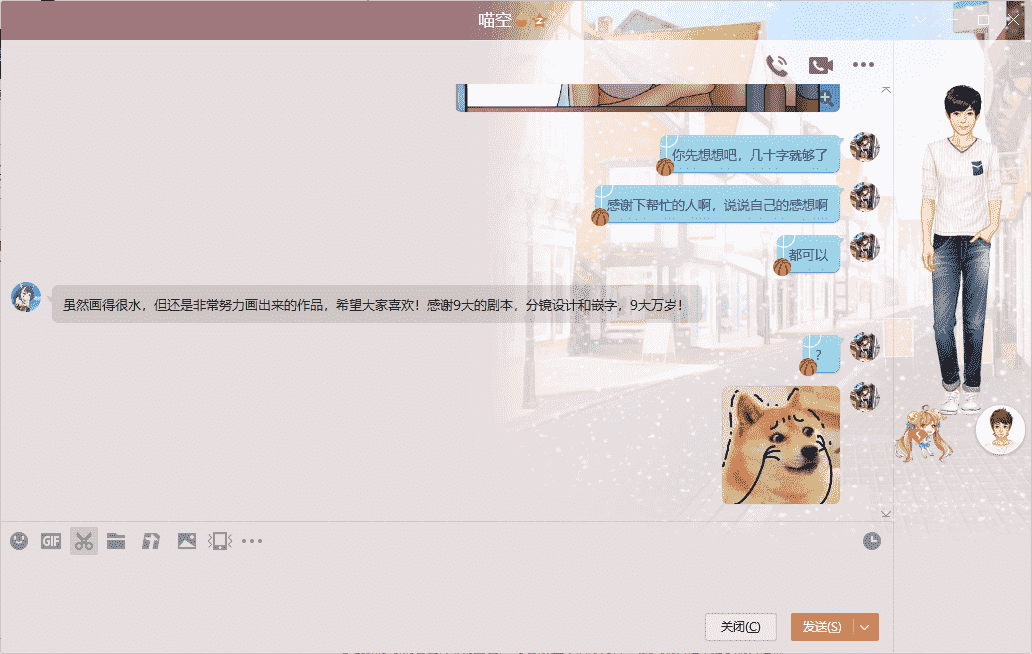 喵空
你先想想吧，几十字就够了
感谢下帮忙的人啊，说说自己的感想啊
都可以
虽然画得很水，但还是非常努力画出来的作品，希望大家喜欢！感谢9大的剧本，分镜设计和嵌字，9大万岁！
？
GIF
关闭(C)
发送(S)